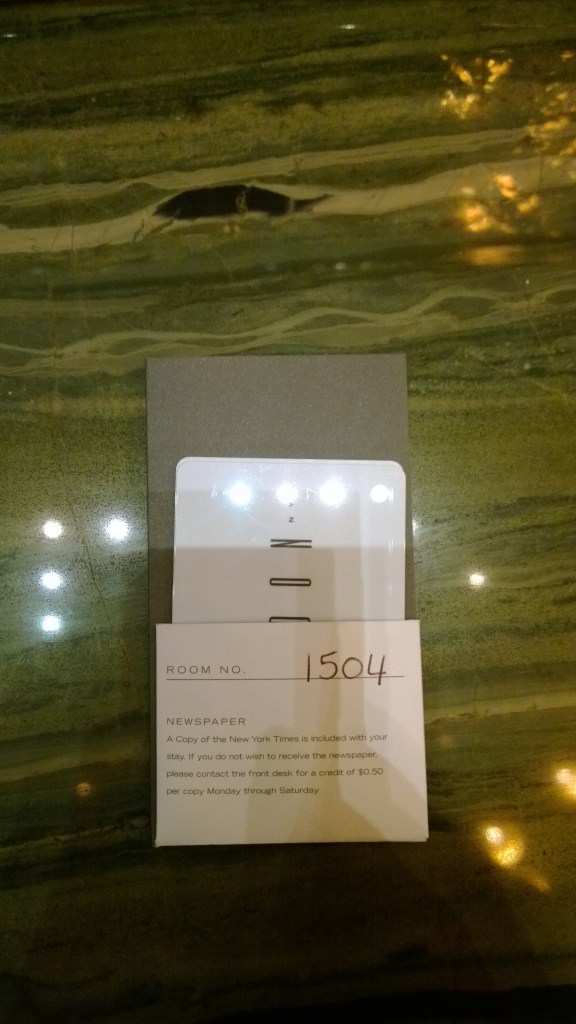 N Y
D O N
ROOM NO. 1504
NEWSPAPER
A Copy of the New York Times is included with your
stay. If you do not wish to receive the newspaper,
please contact the front desk for a credit of $0.50
per copy Monday through Saturday